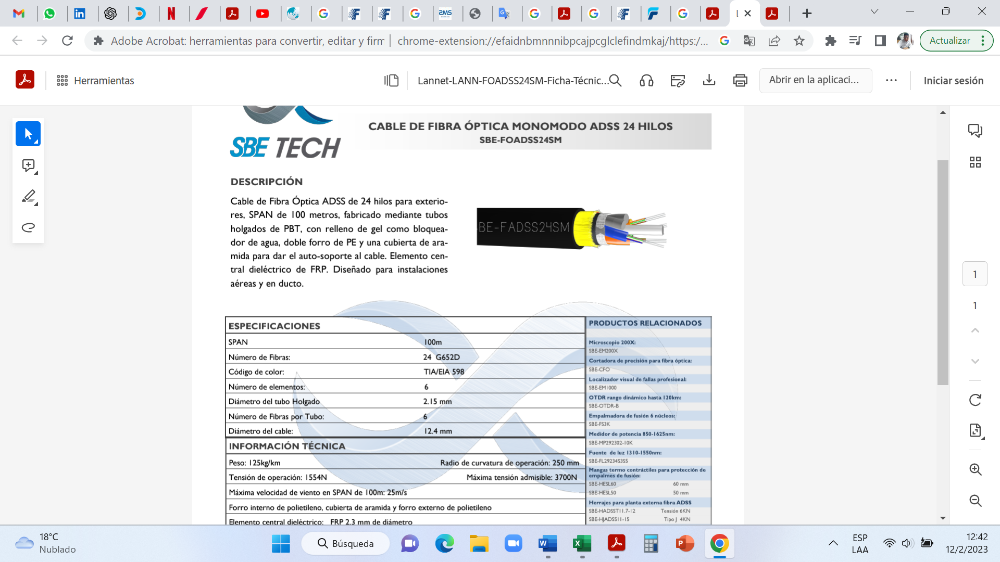 Adobe Acrobat: herramientas para convertir, editar y firm
chrome-extension://efaidnbmnnnibpcajpcglclefindmkaj/https:/...
Actualizar
Herramientas
Lannet-LANN-FOADSS24SM-Ficha-Técnic...
Abrir en la aplicaci...
Iniciar sesión
SBE TECH
CABLE DE FIBRA ÓPTICA MONOMODO ADSS 24 HILOS
SBE-FOADSS24SM
DESCRIPCIÓN
Cable de Fibra Óptica ADSS de 24 hilos para exterio-
res, SPAN de 100 metros, fabricado mediante tubos
holgados de PBT, con relleno de gel como bloquea-
dor de agua, doble forro de PE y una cubierta de ara-
mida para dar el auto-soporte al cable. Elemento cen-
tral dieléctrico de FRP. Diseñado para instalaciones
aéreas y en ducto.
BE-FADSS24SM
ESPECIFICACIONES
SPAN 100m
Número de Fibras: 24 G652D
Código de color: TIA/EIA 598
Número de elementos: 6
Diámetro del tubo Holgado 2.15 mm
Número de Fibras por Tubo: 6
Diámetro del cable: 12.4 mm
INFORMACIÓN TÉCNICA
Peso: 125kg/km Radio de curvatura de operación: 250 mm
Tensión de operación: 1554N Máxima tensión admisible: 3700N
Máxima velocidad de viento en SPAN de 100m: 25m/s
Forro interno de polietileno, cubierta de aramida y forro externo de polietileno
Elemento central dieléctrico: FRP 2.3 mm de diámetro
PRODUCTOS RELACIONADOS
Microscopio 200X:
SBE-EM200X
Cortadora de precisión para fibra óptica:
SBE-CFO
Localizador visual de fallas profesional:
SBE-EM1000
OTDR rango dinámico hasta 120km:
SBE-OTDR-B
Empalmadora de fusión 6 núcleos:
SBE-FS3K
Medidor de potencia 850-1625nm:
SBE-MP292302-10K
Fuente de luz 1310-1550nm:
SBE-FL29234S3S5
Mangas termo contráctiles para protección de
empalmes de fusión:
SBE-HESL60 60 mm
SBE-HESL50 50 mm
Herrajes para planta externa fibra ADSS
SBE-HADSST11.7-12 Tensión 6KN
SBE-HJADSS11-15 Tipo J 4KN
1
1
18°C
Nublado
Búsqueda
ESP
LAA
12:42
12/2/2023